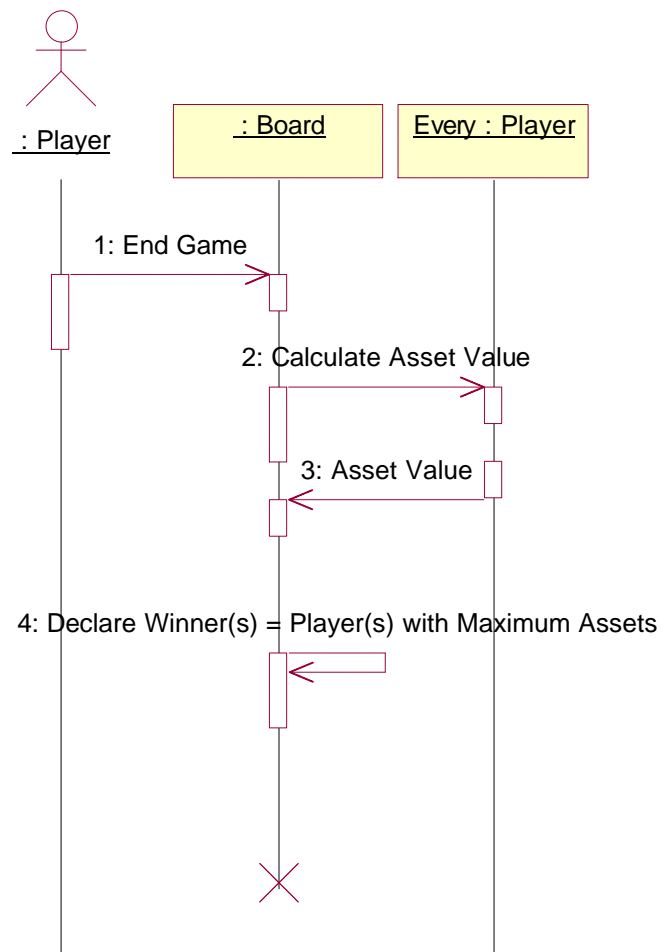 : Player
: Board
Every : Player
1: End Game
2: Calculate Asset Value
3: Asset Value
4: Declare Winner(s) = Player(s) with Maximum Assets